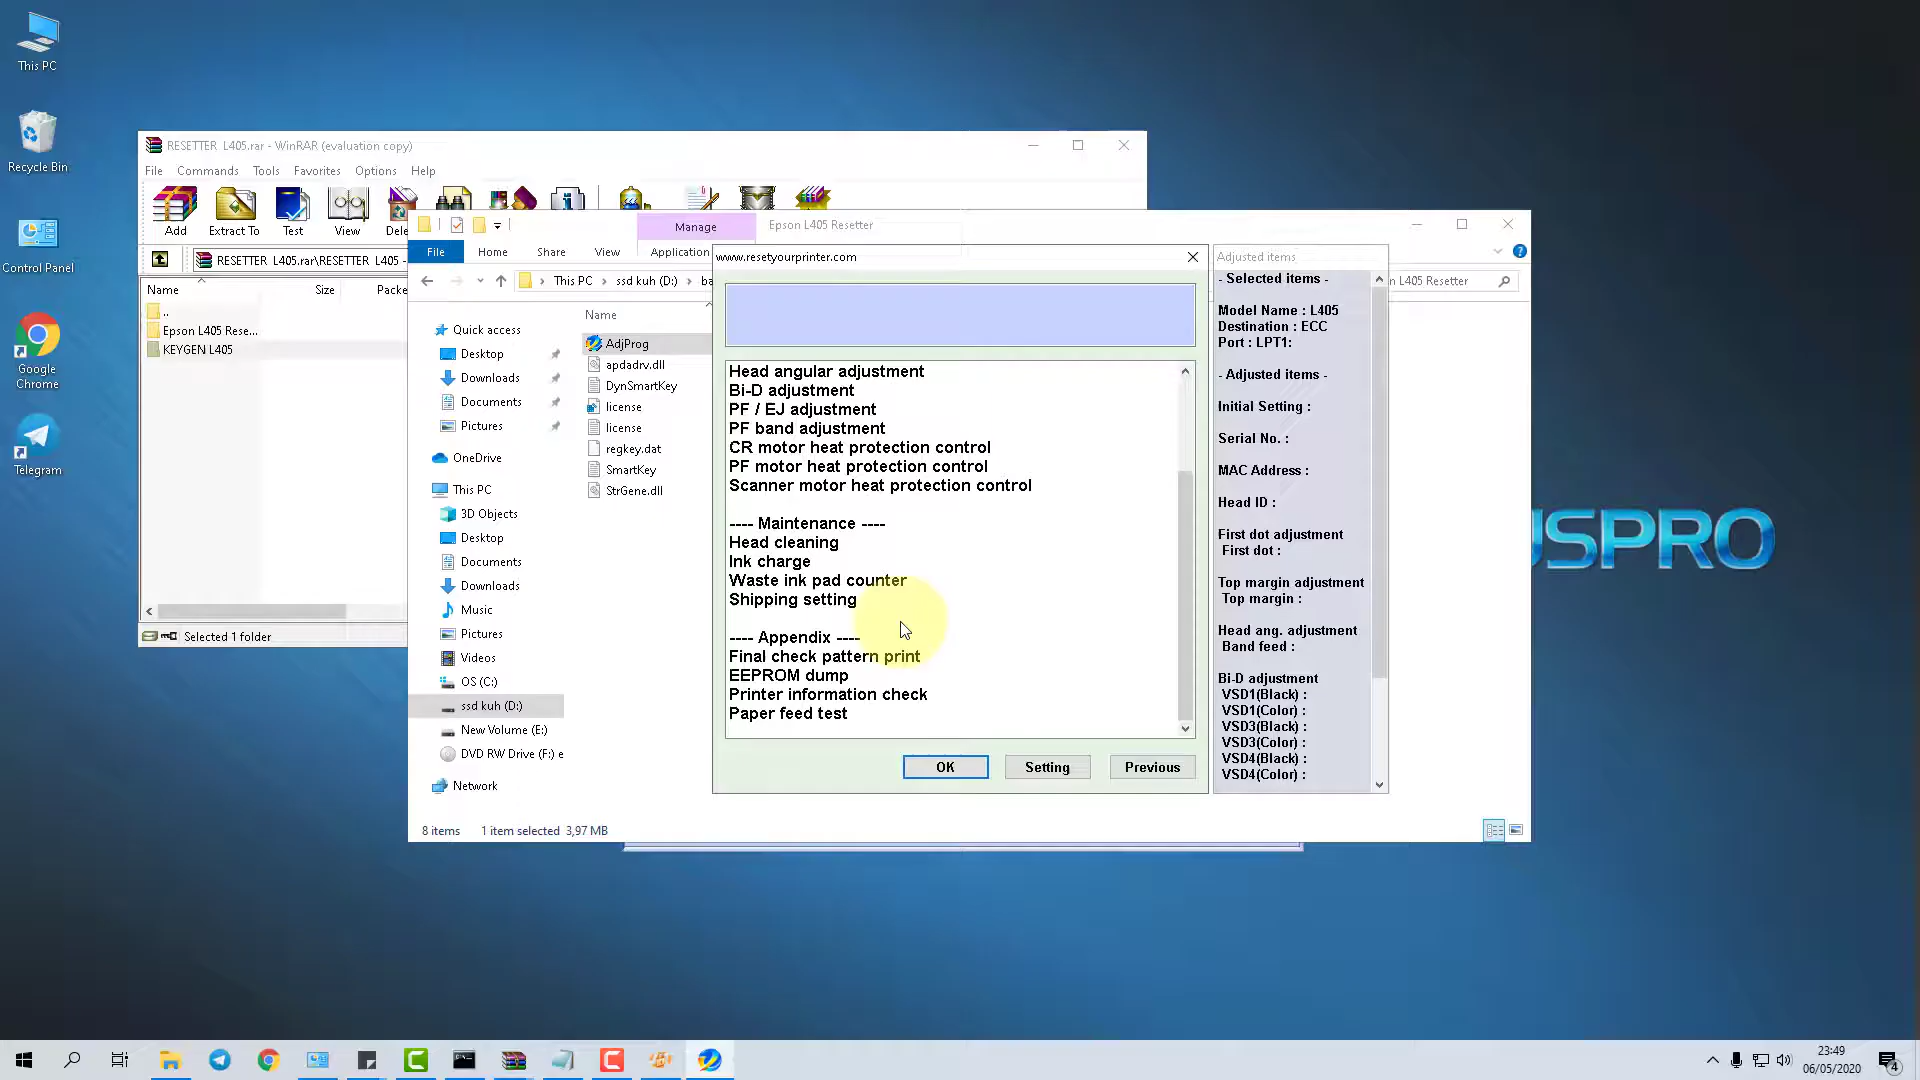 This PC
Recycle Bin
Control Panel
Google
Chrome
Telegram
RESETTER L405.rar - WinRAR (evaluation copy)
File Commands Tools Favorites Options Help
Add Extract To Test View
RESETTER L405.rar\RESETTER L405 -
Name Size
..
Epson L405 Rese...
KEYGEN L405
Selected 1 folder
Manage Epson L405 Resetter
File Home Share View Application
This PC ssd kuh (D:)
L405 Resetter
Quick access
Desktop
Downloads
Documents
Pictures
OneDrive
This PC
3D Objects
Desktop
Documents
Downloads
Music
Pictures
Videos
OS (C:)
ssd kuh (D:)
New Volume (E:)
DVD RW Drive (F:) e
Network
Name
AdjProg
apdadrv.dll
DynSmartKey
license
license
regkey.dat
SmartKey
StrGene.dll
8 items 1 item selected 3,97 MB
www.resetyourprinter.com
Head angular adjustment
Bi-D adjustment
PF / EJ adjustment
PF band adjustment
CR motor heat protection control
PF motor heat protection control
Scanner motor heat protection control
---- Maintenance ----
Head cleaning
Ink charge
Waste ink pad counter
Shipping setting
---- Appendix ----
Final check pattern print
EEPROM dump
Printer information check
Paper feed test
OK Setting Previous
Adjusted items
- Selected items -
Model Name : L405
Destination : ECC
Port : LPT1:
- Adjusted items -
Initial Setting :
Serial No. :
MAC Address :
Head ID :
First dot adjustment
First dot :
Top margin adjustment
Top margin :
Head ang. adjustment
Band feed :
Bi-D adjustment
VSD1(Black) :
VSD1(Color) :
VSD3(Black) :
VSD3(Color) :
VSD4(Black) :
VSD4(Color) :
USPRO
23:49
06/05/2020
4